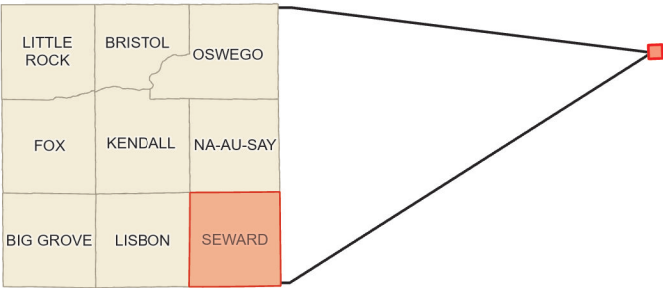 LITTLE
ROCK
BRISTOL
OSWEGO
FOX
KENDALL
NA-AU-SAY
BIG GROVE
LISBON
SEWARD